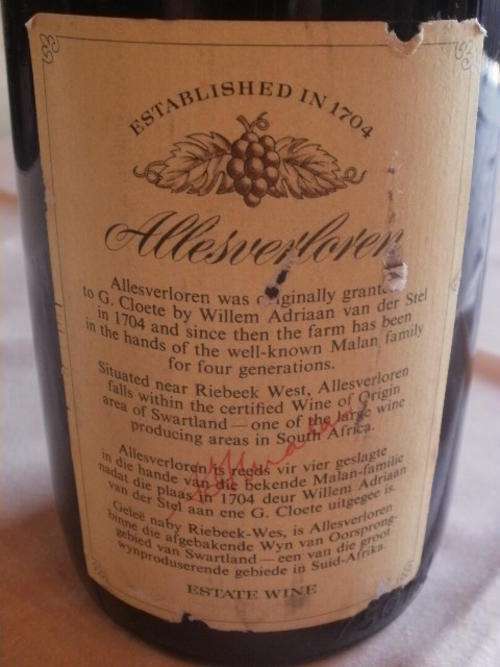 ESTABLISHED IN 1704
Allesverloren
Allesverloren was originally granted
to G. Cloete by Willem Adriaan van der Stel
in 1704 and since then the farm has been
in the hands of the well-known Malan family
for four generations.
Situated near Riebeek West, Allesverloren
falls within the certified Wine of Origin
area of Swartland — one of the large wine
producing areas in South Africa.
Allesverloren is reeds vir vier geslagte
in die hande van die bekende Malan-familie
nadat die plaas in 1704 deur Willem Adriaan
van der Stel aan ene G. Cloete uitgegee is.
Geleë naby Riebeek-Wes, is Allesverloren
binne die afgebakende Wyn van Oorsprong-
gebied van Swartland — een van die groot
wynproduserende gebiede in Suid-Afrika.
ESTATE WINE